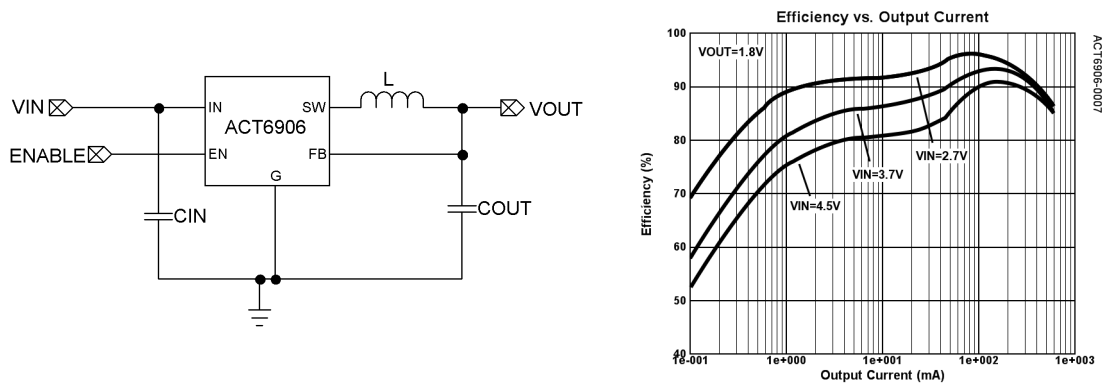 L
VIN
IN
SW
VOUT
ACT6906
ENABLE
EN
FB
G
CIN
COUT
Efficiency vs. Output Current
ACT6906-0007
Efficiency (%)
100
90
80
70
60
50
40
VOUT=1.8V
VIN=2.7V
VIN=3.7V
VIN=4.5V
1e-001
1e+000
1e+001
1e+002
1e+003
Output Current (mA)